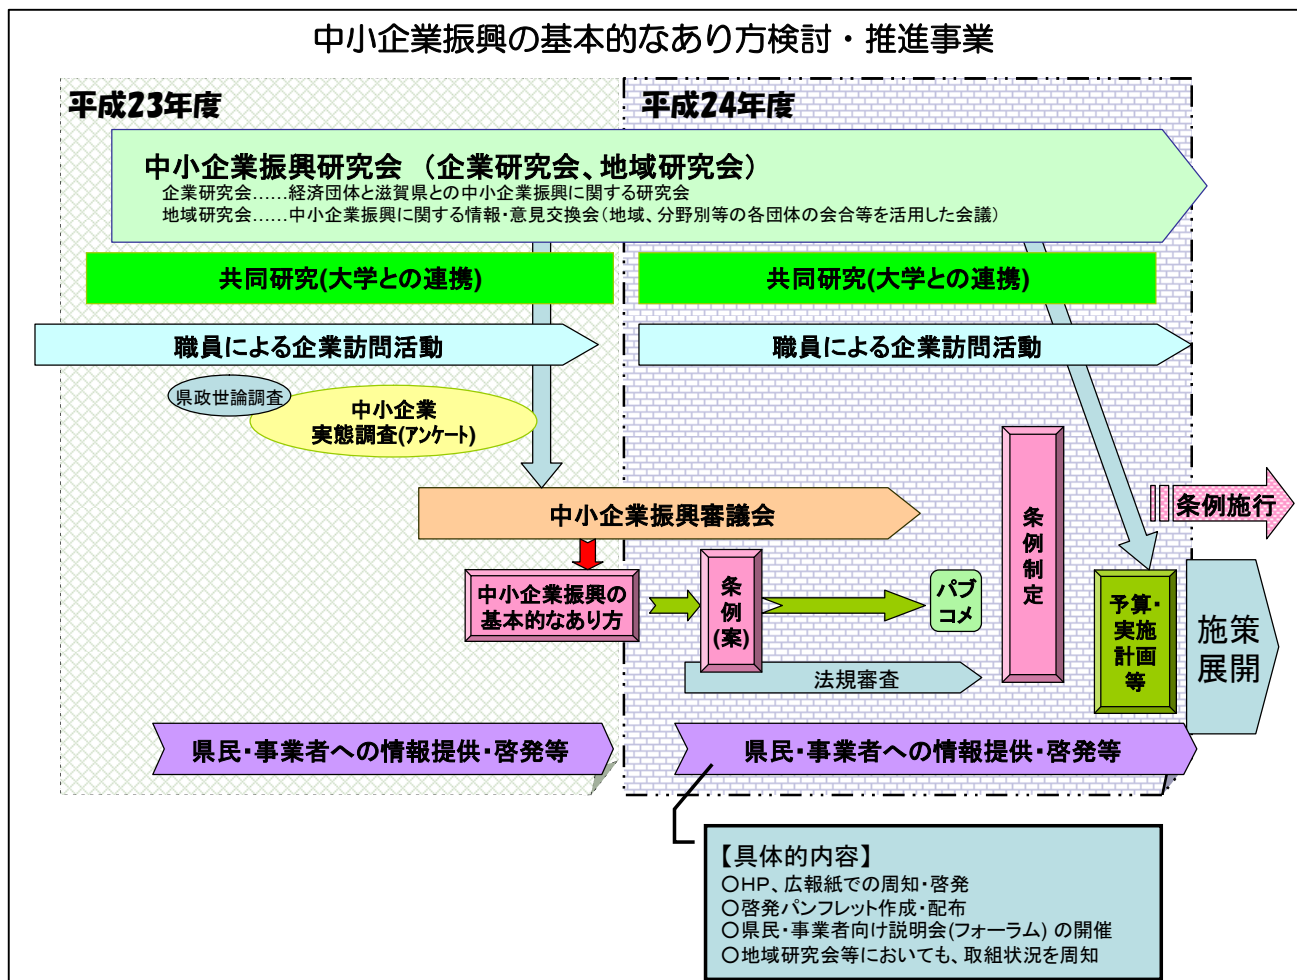 中小企業振興の基本的なあり方検討・推進事業
平成23年度
平成24年度
中小企業振興研究会 （企業研究会、地域研究会）
企業研究会……経済団体と滋賀県との中小企業振興に関する研究会
地域研究会……中小企業振興に関する情報・意見交換会（地域、分野別等の各団体の会合等を活用した会議）
共同研究(大学との連携)
共同研究(大学との連携)
職員による企業訪問活動
職員による企業訪問活動
県政世論調査
中小企業
実態調査(アンケート)
中小企業振興審議会
条例制定
条例施行
中小企業振興の
基本的なあり方
条例(案)
パブ
コメ
予算・
実施
計画
等
施策
展開
法規審査
県民・事業者への情報提供・啓発等
県民・事業者への情報提供・啓発等
【具体的内容】
○HP、広報紙での周知・啓発
○啓発パンフレット作成・配布
○県民・事業者向け説明会(フォーラム) の開催
○地域研究会等においても、取組状況を周知